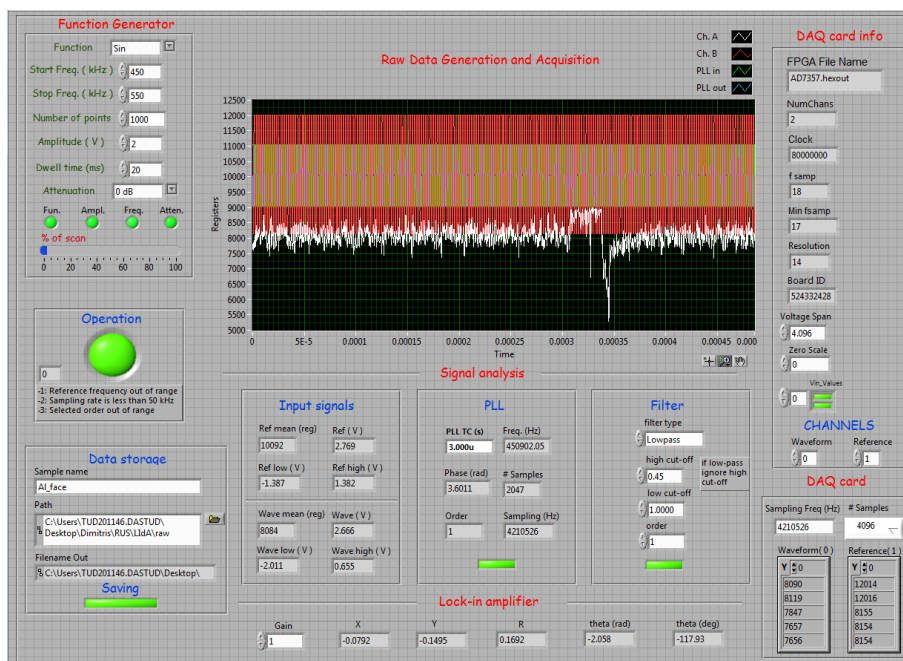 Function Generator
Function Sin
Start Freq. ( kHz ) 450
Stop Freq. ( kHz ) 550
Number of points 1000
Amplitude ( V ) 2
Dwell time (ms) 20
Attenuation 0 dB
Fun. Ampl. Freq. Atten.
% of scan
0 20 40 60 80 100
Operation
0
-1: Reference frequency out of range
-2: Sampling rate is less than 50 kHz
-3: Selected order out of range
Data storage
Sample name
Al_face
Path
C:\Users\TUD201146.DASTUD\
Desktop\Dimitris\RUS\LIdA\raw
Filename Out
C:\Users\TUD201146.DASTUD\Desktop\
Saving
Raw Data Generation and Acquisition
Ch. A
Ch. B
PLL in
PLL out
Registers
12500
12000
11500
11000
10500
10000
9500
9000
8500
8000
7500
7000
6500
6000
5500
5000
0 5E-5 0.0001 0.00015 0.0001 0.00025 0.0003 0.00035 0.0004 0.00045 0.000
Time
Signal analysis
Input signals
Ref mean (reg) Ref ( V )
10092 2.769
Ref low ( V ) Ref high ( V )
-1.387 1.382
Wave mean (reg) Wave ( V )
8084 2.666
Wave low ( V ) Wave high ( V )
-2.011 0.655
PLL
PLL TC (s) Freq. (Hz)
3.000u 450902.05
Phase (rad) # Samples
3.6011 2047
Order Sampling (Hz)
1 4210526
Filter
filter type
Lowpass
high cut-off
0.45
if low-pass
ignore high
cut-off
low cut-off
1.0000
order
1
Lock-in amplifier
Gain X Y R theta (rad) theta (deg)
1 -0.0792 -0.1495 0.1692 -2.058 -117.93
DAQ card info
FPGA File Name
AD7357.hexout
NumChans
2
Clock
80000000
f samp
18
Min fsamp
17
Resolution
14
Board ID
524332428
Voltage Span
4.096
Zero Scale
0
Vin_Values
0
CHANNELS
Waveform Reference
0 1
DAQ card
Sampling Freq (Hz) # Samples
4210526 4096
Waveform( 0 ) Reference( 1 )
Y 0 Y 0
8090 12014
8119 12016
7847 8155
7657 8154
7656 8154